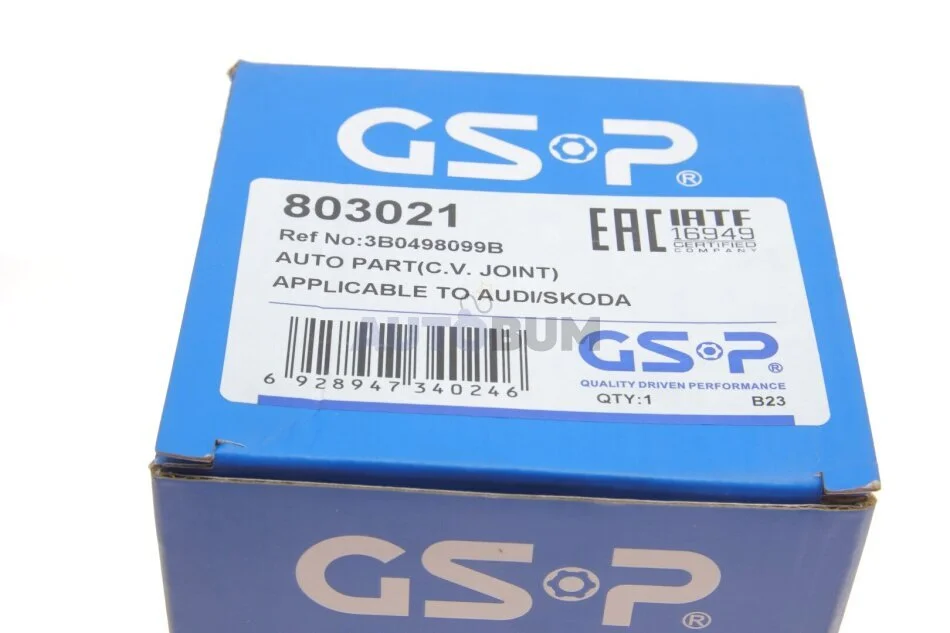 GSP®
803021
Ref No:3B0498099B
AUTO PART(C.V. JOINT)
APPLICABLE TO AUDI/SKODA
EAC
IATF
16949
CERTIFIED
COMPANY
AUTOBUM
6 928947 340246
GSP®
QUALITY DRIVEN PERFORMANCE
QTY:1 B23
GSP®